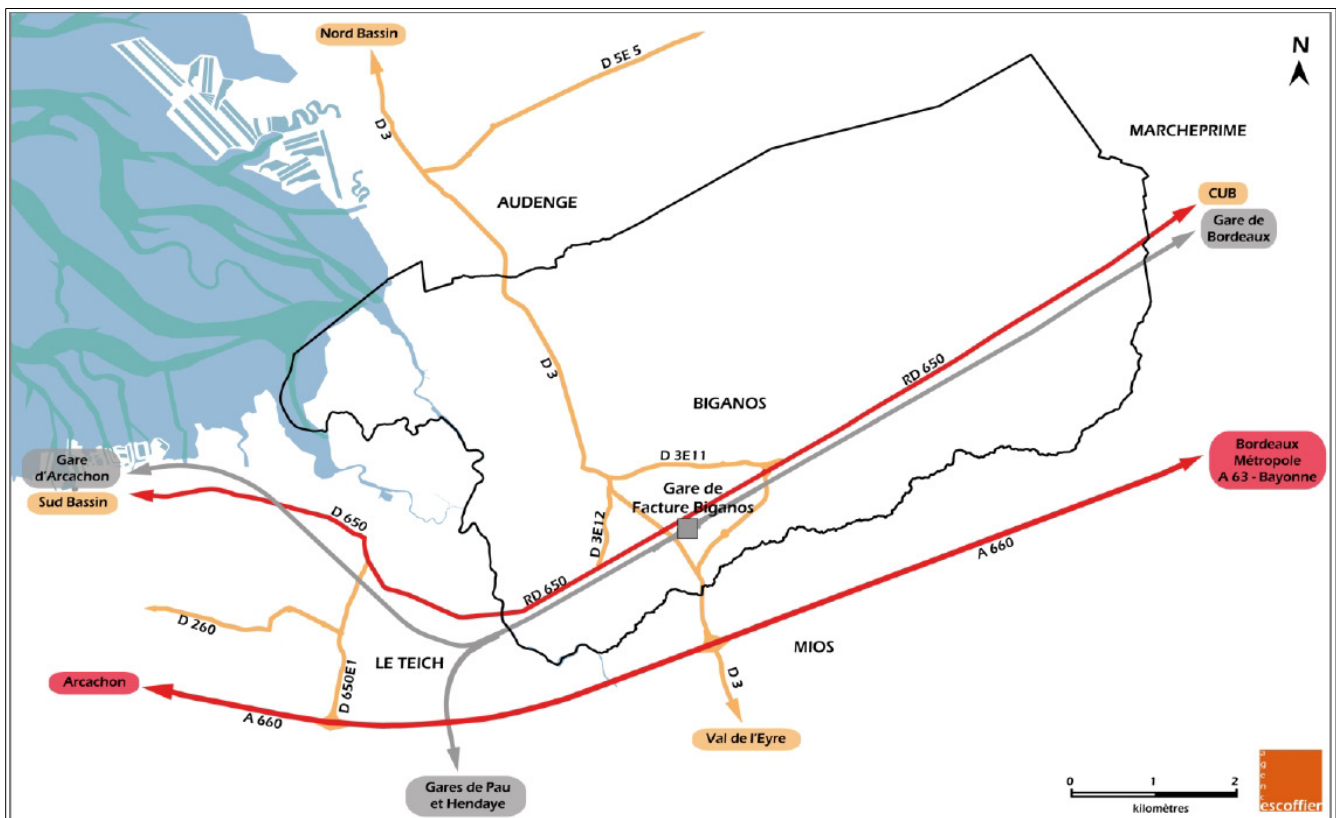 Nord Bassin
D 5E 5
N
D 3
MARCHEPRIME
AUDENGE
CUB
Gare de
Bordeaux
D 3
RD 650
BIGANOS
Gare
d'Arcachon
Sud Bassin
D 3E11
Bordeaux
Métropole
A 63 - Bayonne
Gare de
Facture Biganos
D 650
D 3E12
A 660
RD 650
D 260
MIOS
LE TEICH
D 650E1
D 3
Arcachon
A 660
Val de l'Eyre
Gares de Pau
et Hendaye
0 1 2
kilomètres
agence
escoffier